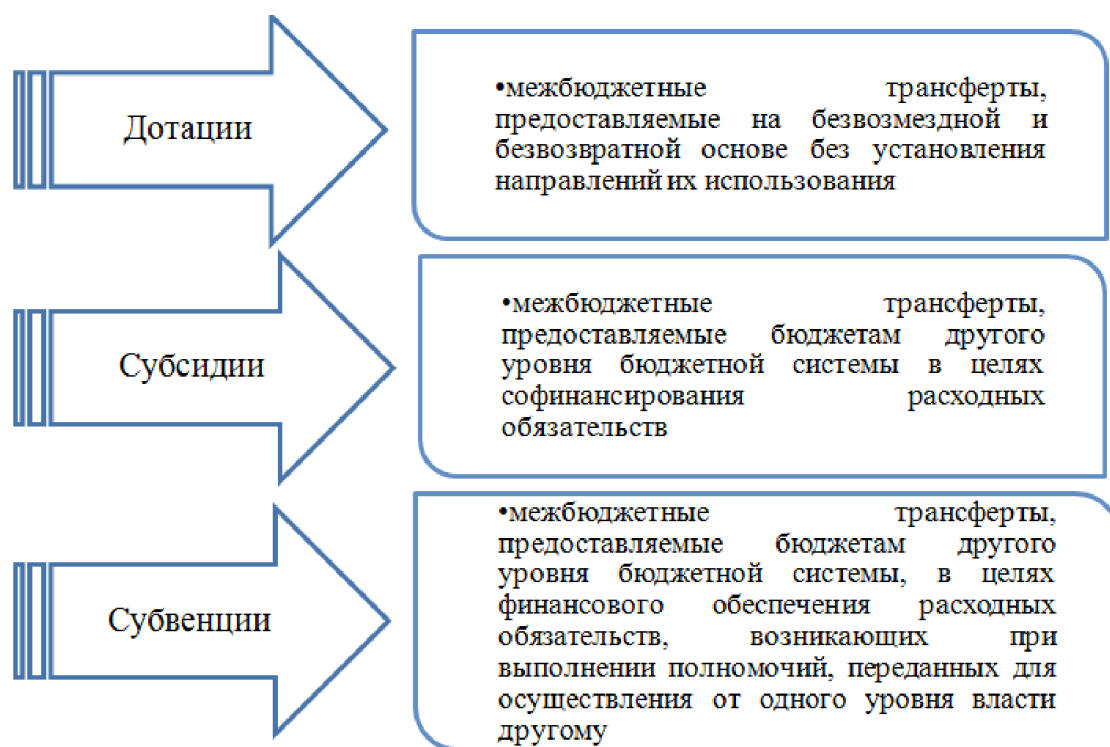 Дотации
•межбюджетные трансферты,
предоставляемые на безвозмездной и
безвозвратной основе без установления
направлений их использования
Субсидии
•межбюджетные трансферты,
предоставляемые бюджетам другого
уровня бюджетной системы в целях
софинансирования расходных
обязательств
Субвенции
•межбюджетные трансферты,
предоставляемые бюджетам другого
уровня бюджетной системы, в целях
финансового обеспечения расходных
обязательств, возникающих при
выполнении полномочий, переданных для
осуществления от одного уровня власти
другому